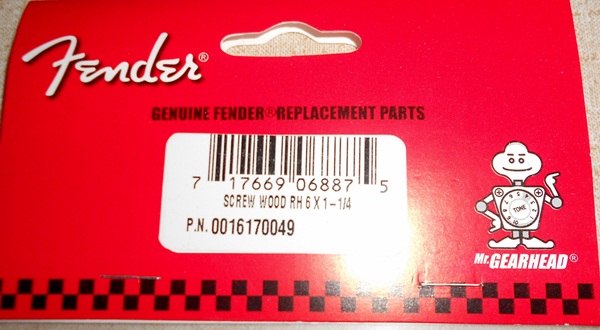 Fender®
GENUINE FENDER®REPLACEMENT PARTS
7 17669 06887 5
SCREW WOOD RH 6 X 1-1/4
P.N. 0016170049
TONE
Mr. GEARHEAD®